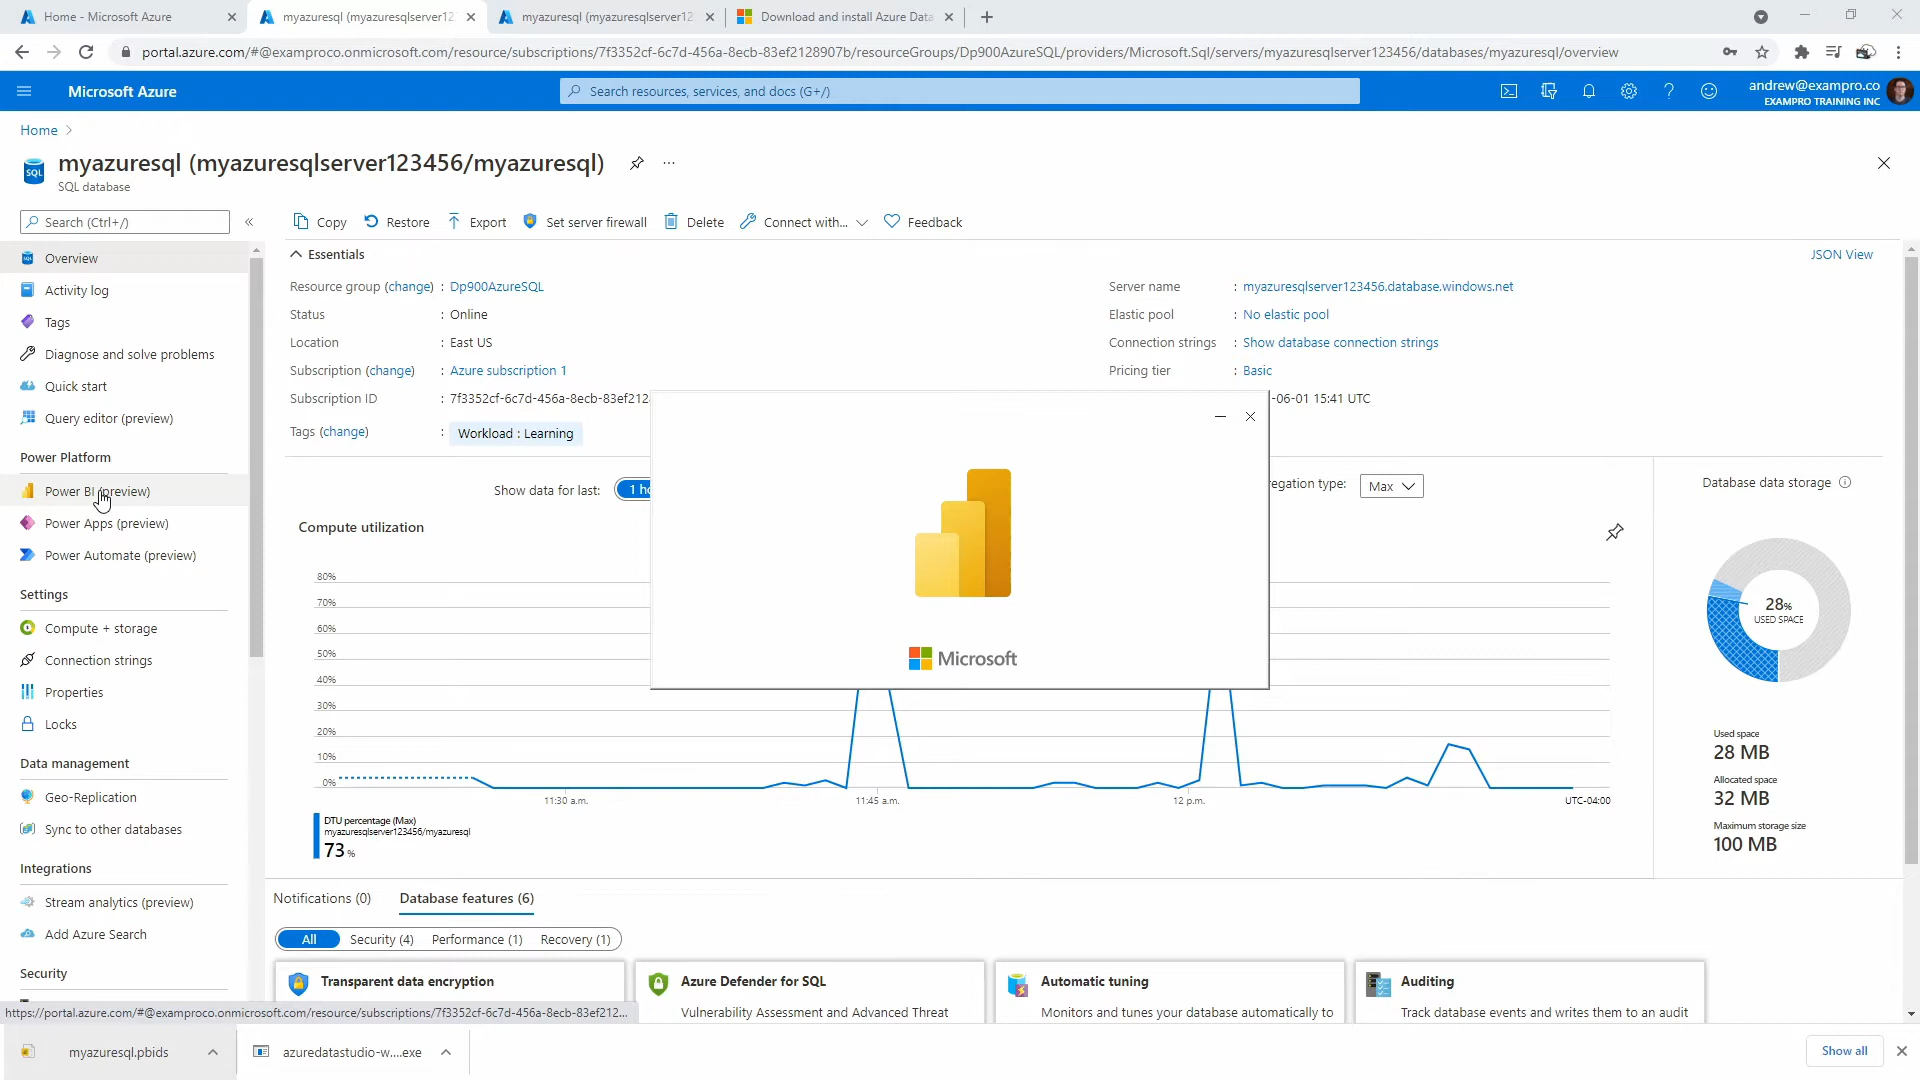 Home - Microsoft Azure
myazuresql (myazuresqlserver12
myazuresql (myazuresqlserver12
Download and install Azure Data
portal.azure.com/#@examproco.onmicrosoft.com/resource/subscriptions/7f3352cf-6c7d-456a-8ecb-83ef2128907b/resourceGroups/Dp900AzureSQL/providers/Microsoft.Sql/servers/myazuresqlserver123456/databases/myazuresql/overview
Microsoft Azure
Search resources, services, and docs (G+/)
andrew@exampro.co
EXAMPRO TRAINING INC
Home
myazuresql (myazuresqlserver123456/myazuresql)
SQL
SQL database
Search (Ctrl+/)
Copy
Restore
Export
Set server firewall
Delete
Connect with...
Feedback
Overview
Activity log
Tags
Diagnose and solve problems
Quick start
Query editor (preview)
Power Platform
Power BI (preview)
Power Apps (preview)
Power Automate (preview)
Settings
Compute + storage
Connection strings
Properties
Locks
Data management
Geo-Replication
Sync to other databases
Integrations
Stream analytics (preview)
Add Azure Search
Security
Essentials
JSON View
Resource group (change) : Dp900AzureSQL
Status : Online
Location : East US
Subscription (change) : Azure subscription 1
Subscription ID : 7f3352cf-6c7d-456a-8ecb-83ef212
Tags (change) : Workload : Learning
Server name : myazuresqlserver123456.database.windows.net
Elastic pool : No elastic pool
Connection strings : Show database connection strings
Pricing tier : Basic
-06-01 15:41 UTC
Show data for last:
1 ho
regation type:
Max
Compute utilization
80%
70%
60%
50%
40%
30%
20%
10%
0%
11:30 a.m.
11:45 a.m.
12 p.m.
UTC-04:00
DTU percentage (Max)
myazuresqlserver123456/myazuresql
73 %
Microsoft
Database data storage
28%
USED SPACE
Used space
28 MB
Allocated space
32 MB
Maximum storage size
100 MB
Notifications (0)
Database features (6)
All
Security (4)
Performance (1)
Recovery (1)
Transparent data encryption
Azure Defender for SQL
Vulnerability Assessment and Advanced Threat
Automatic tuning
Monitors and tunes your database automatically to
Auditing
Track database events and writes them to an audit
https://portal.azure.com/#@examproco.onmicrosoft.com/resource/subscriptions/7f3352cf-6c7d-456a-8ecb-83ef212...
myazuresql.pbids
azuredatastudio-w....exe
Show all